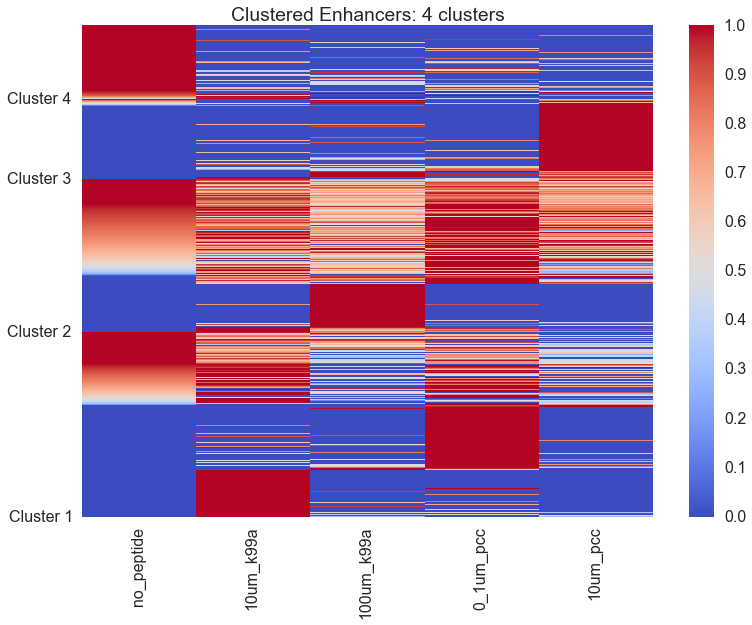 Clustered Enhancers: 4 clusters
Cluster 4
Cluster 3
Cluster 2
Cluster 1
no_peptide
10um_k99a
100um_k99a
0_1um_pcc
10um_pcc
1.0
0.9
0.8
0.7
0.6
0.5
0.4
0.3
0.2
0.1
0.0